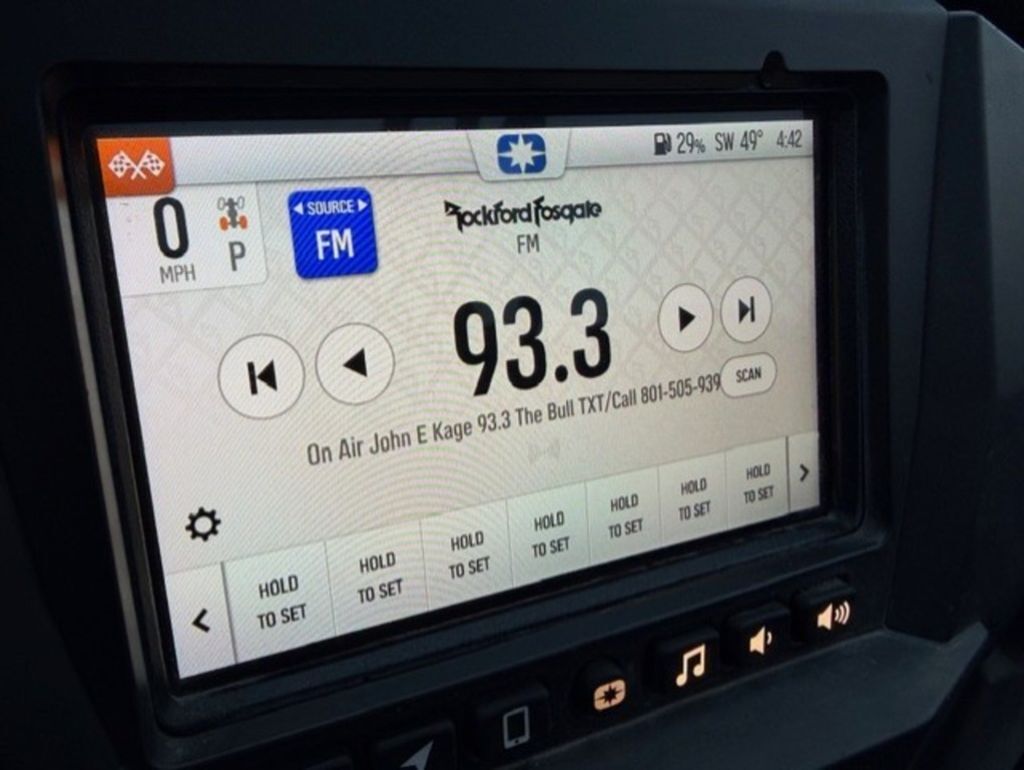 29% SW 49° 4:42
0
MPH
P
SOURCE
FM
Rockford Fosgate
FM
93.3
SCAN
On Air John E Kage 93.3 The Bull TXT/Call 801-505-939
HOLD TO SET
HOLD TO SET
HOLD TO SET
HOLD TO SET
HOLD TO SET
HOLD TO SET
HOLD TO SET